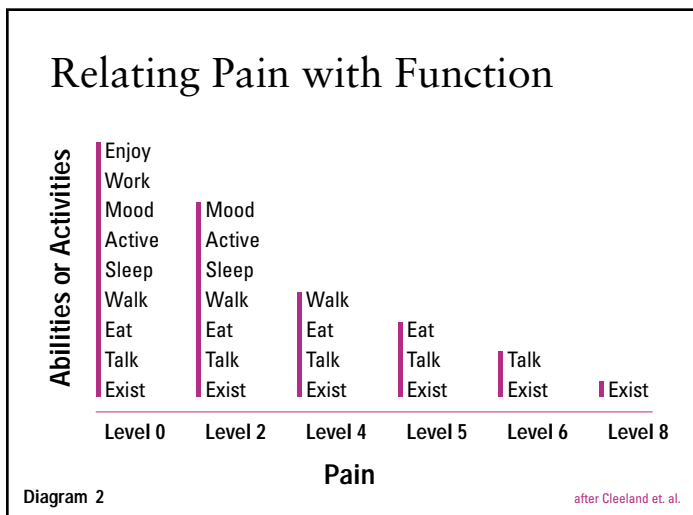 Relating Pain with Function
Abilities or Activities
Enjoy
Work
Mood
Active
Sleep
Walk
Eat
Talk
Exist
Mood
Active
Sleep
Walk
Eat
Talk
Exist
Walk
Eat
Talk
Exist
Eat
Talk
Exist
Talk
Exist
Exist
Level 0 Level 2 Level 4 Level 5 Level 6 Level 8
Pain
Diagram 2
after Cleeland et. al.